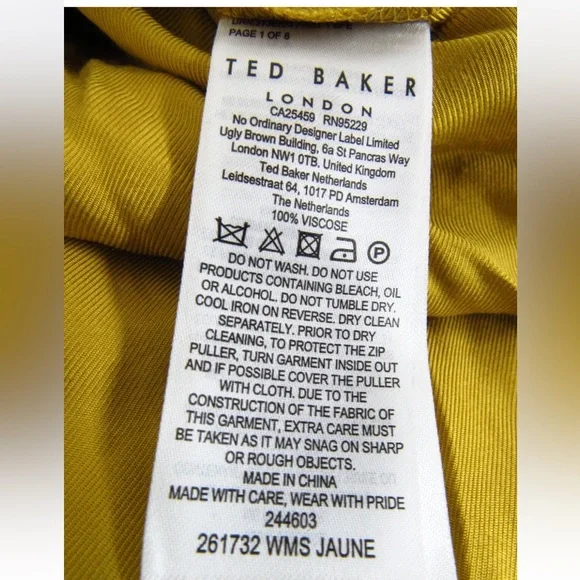 PAGE 1 OF 6
TED BAKER
LONDON
CA25459 RN95229
No Ordinary Designer Label Limited
Ugly Brown Building, 6a St Pancras Way
London NW1 0TB, United Kingdom
Ted Baker Netherlands
Leidsestraat 64, 1017 PD Amsterdam
The Netherlands
100% VISCOSE
P
DO NOT WASH. DO NOT USE
PRODUCTS CONTAINING BLEACH, OIL
OR ALCOHOL. DO NOT TUMBLE DRY.
COOL IRON ON REVERSE. DRY CLEAN
SEPARATELY. PRIOR TO DRY
CLEANING, TO PROTECT THE ZIP
PULLER, TURN GARMENT INSIDE OUT
AND IF POSSIBLE COVER THE PULLER
WITH CLOTH. DUE TO THE
CONSTRUCTION OF THE FABRIC OF
THIS GARMENT, EXTRA CARE MUST
BE TAKEN AS IT MAY SNAG ON SHARP
OR ROUGH OBJECTS.
MADE IN CHINA
MADE WITH CARE, WEAR WITH PRIDE
244603
261732 WMS JAUNE